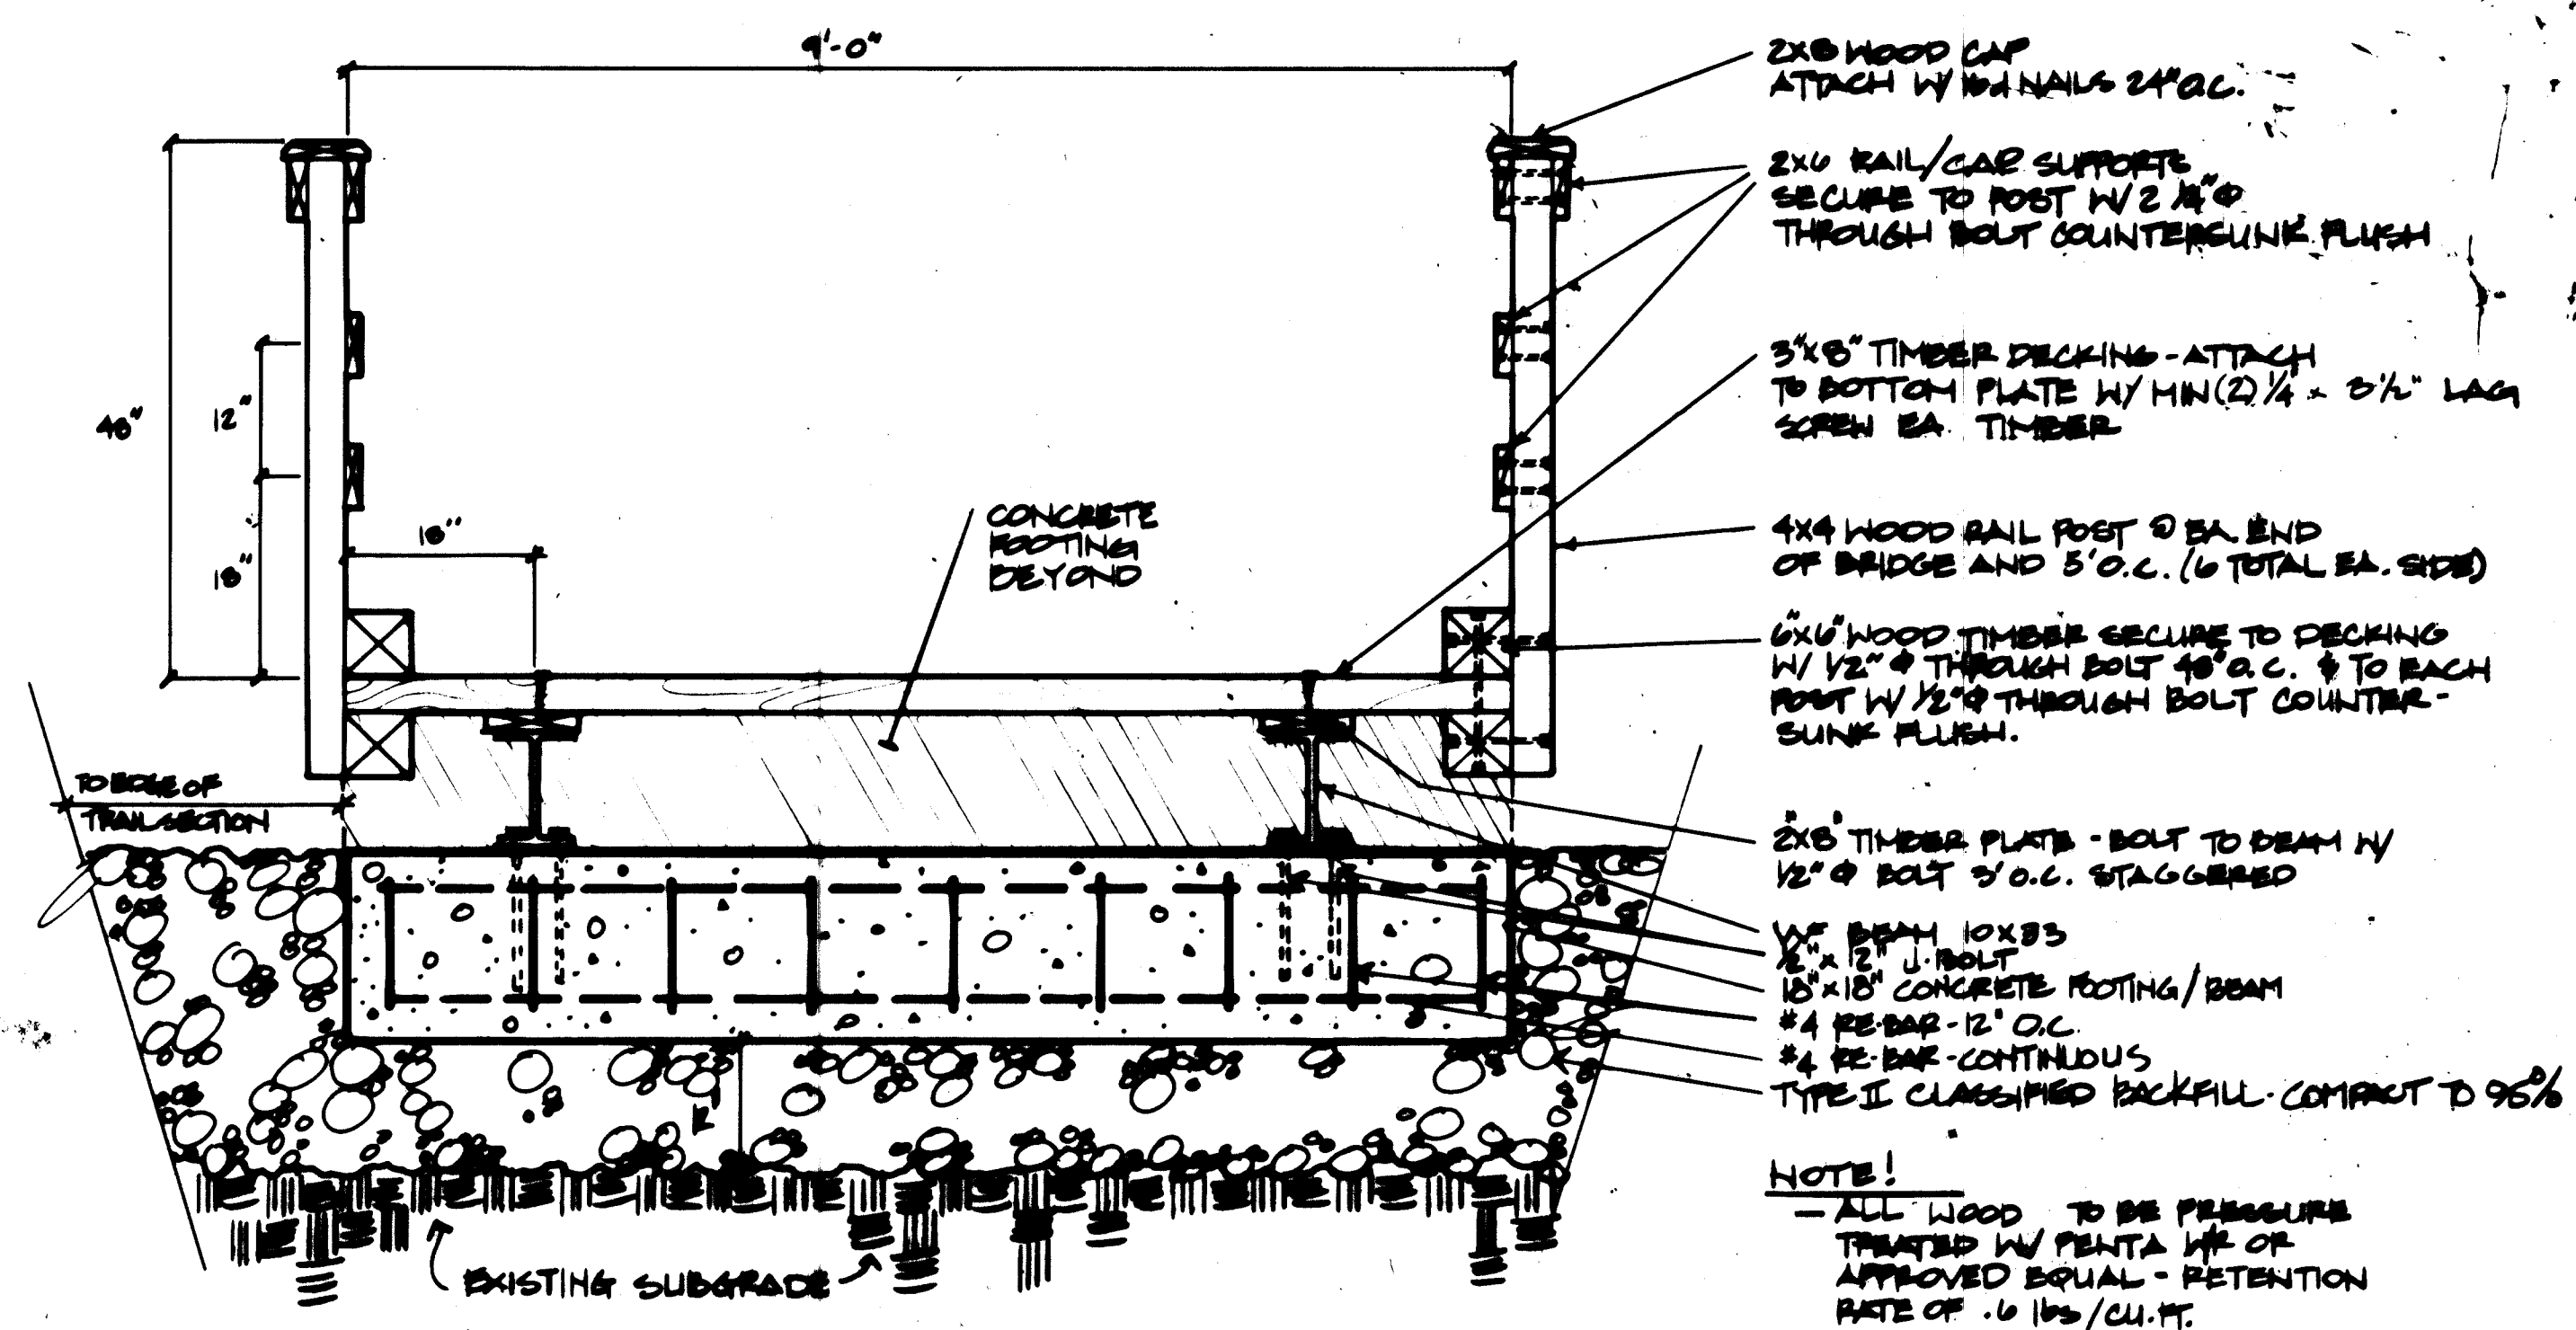 9'-0"
2X8 WOOD CAP
ATTACH W/ 16d NAILS 24" O.C.
2X6 RAIL/CAP SUPPORTS
SECURE TO POST W/ 2 1/4" Φ
THROUGH BOLT COUNTERSUNK FLUSH
3"X8" TIMBER DECKING - ATTACH
TO BOTTOM PLATE W/ MIN (2) 1/4 x 3 1/2" LAG
SCREW EA. TIMBER
48"
12"
18"
18"
CONCRETE
FOOTING
BEYOND
4X4 WOOD RAIL POST @ EA. END
OF BRIDGE AND 5' O.C. (6 TOTAL EA. SIDE)
6"X6" WOOD TIMBER SECURE TO DECKING
W/ 1/2" Φ THROUGH BOLT 48" O.C. & TO EACH
POST W/ 1/2" Φ THROUGH BOLT COUNTER-
SUNK FLUSH.
TO EDGE OF
TRAIL SECTION
2"X8" TIMBER PLATE - BOLT TO BEAM W/
1/2" Φ BOLT 3' O.C. STAGGERED
WF BEAM 10X33
1/2" x 12" J-BOLT
18" x 18" CONCRETE FOOTING/BEAM
#4 RE-BAR - 12" O.C.
#4 RE-BAR - CONTINUOUS
TYPE II CLASSIFIED BACKFILL. COMPACT TO 95%
EXISTING SUBGRADE
NOTE!
- ALL WOOD TO BE PRESSURE
TREATED W/ PENTA WR OR
APPROVED EQUAL - RETENTION
RATE OF .6 lbs/CU.FT.